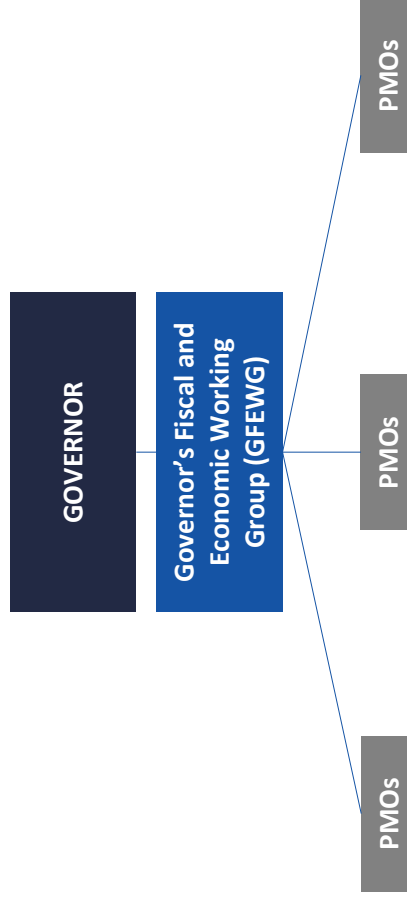 GOVERNOR
Governor’s Fiscal and
Economic Working
Group (GFEWG)
PMOs
PMOs
PMOs